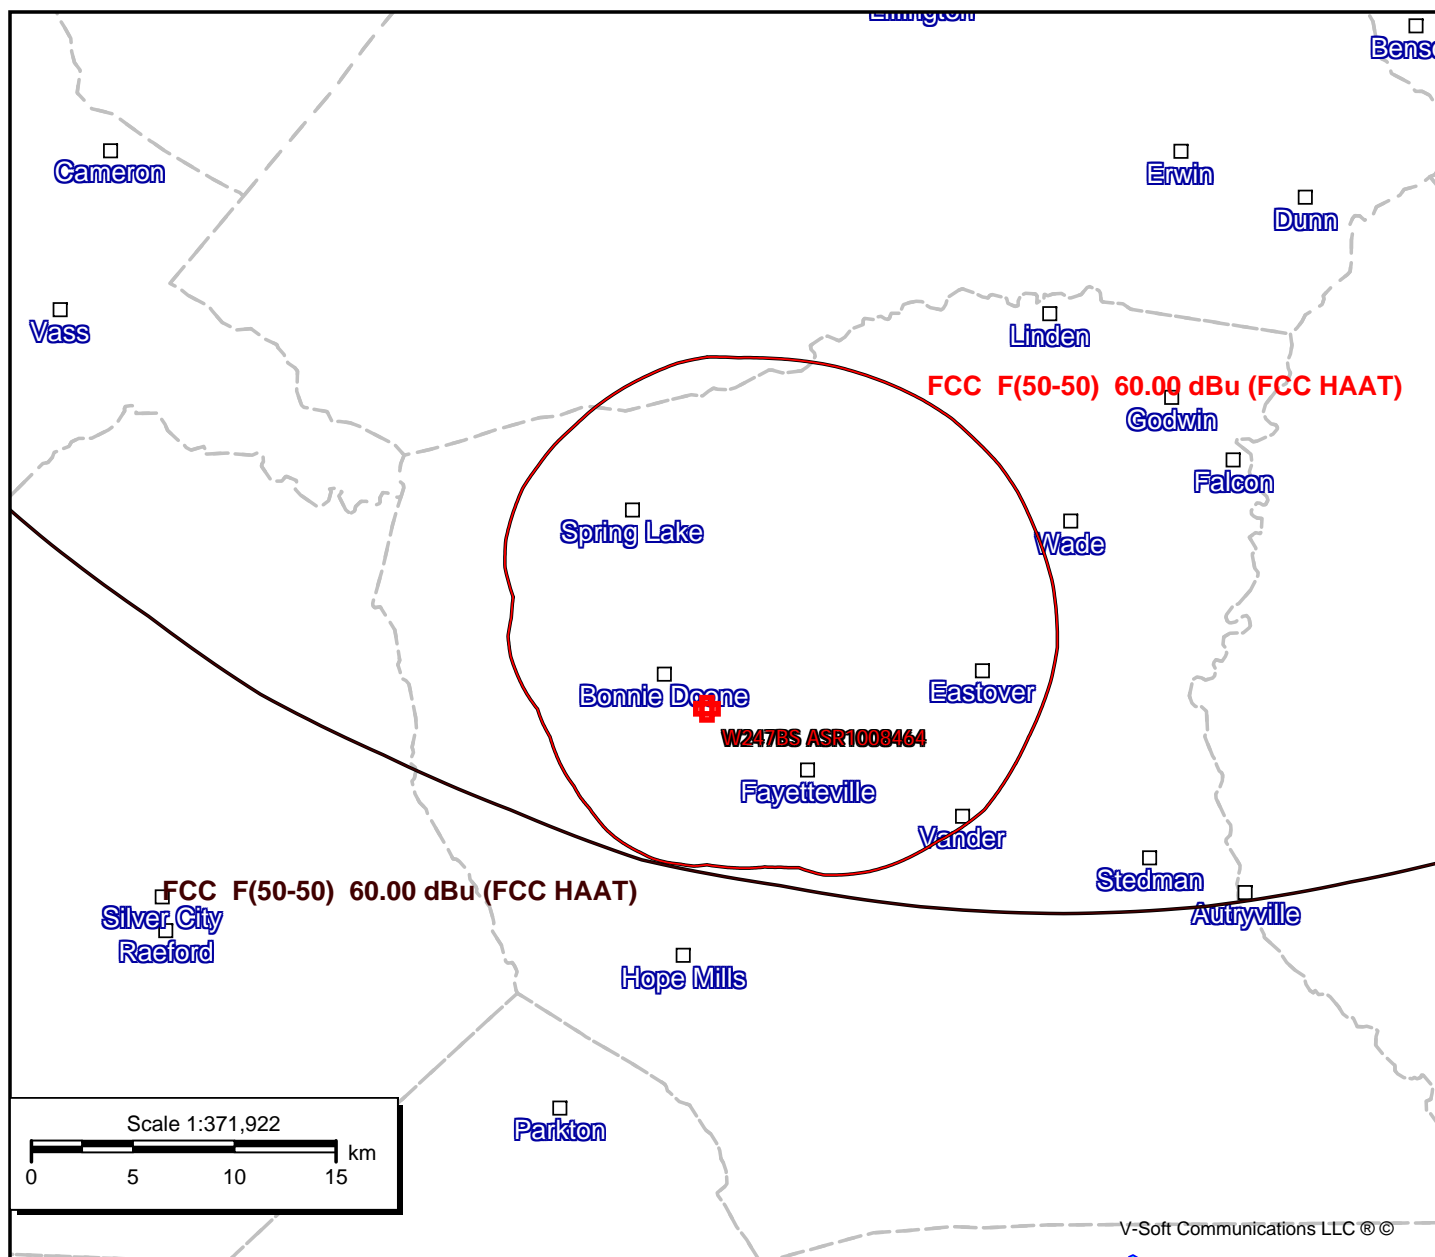 Lillington
Benso
Cameron
Erwin
Dunn
Vass
Linden
FCC F(50-50) 60.00 dBu (FCC HAAT)
Godwin
Falcon
Spring Lake
Wade
Bonnie Doone
Eastover
W247BS ASR1008464
Fayetteville
Vander
Stedman
FCC F(50-50) 60.00 dBu (FCC HAAT)
Silver City
Autryville
Raeford
Hope Mills
Scale 1:371,922
Parkton
km
0 5 10 15
V-Soft Communications LLC ® ©